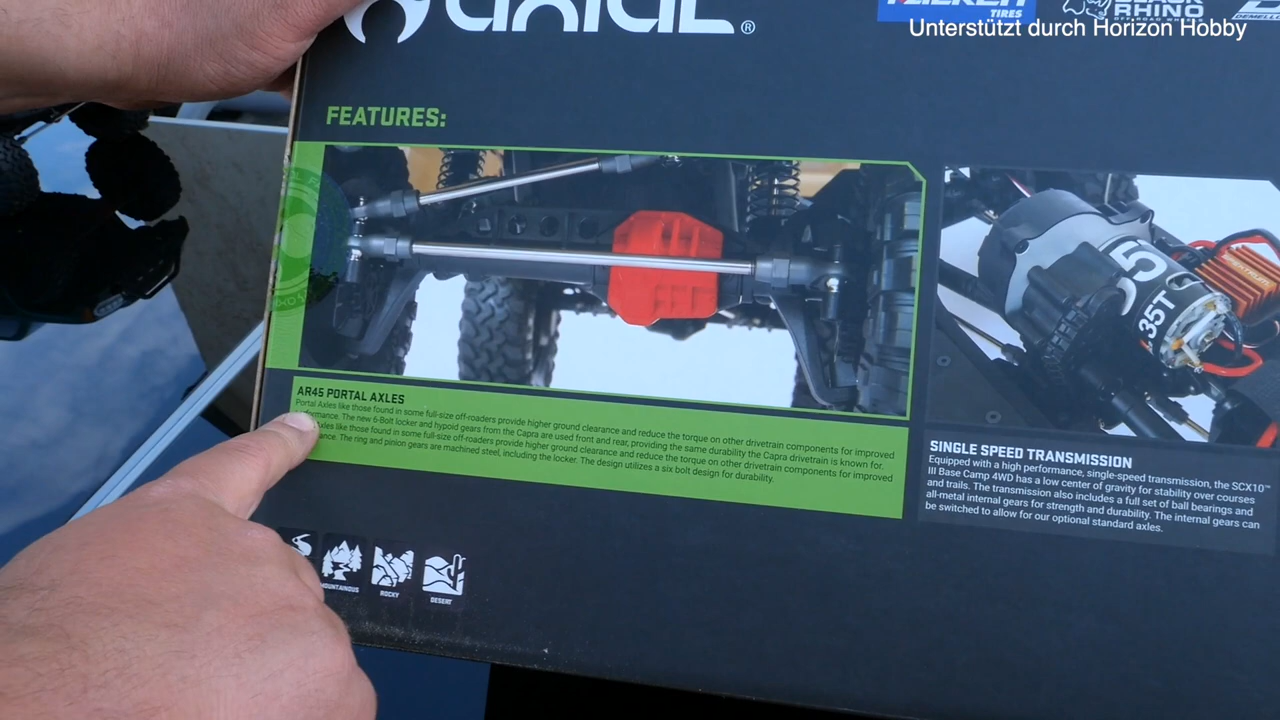 AXIAL®
TIRES
RHINO
Unterstützt durch Horizon Hobby
FEATURES:
35T
AR45 PORTAL AXLES
Portal Axles like those found in some full-size off-roaders provide higher ground clearance and reduce the torque on other drivetrain components for improved
formance. The new 6-Bolt locker and hypoid gears from the Capra are used front and rear, providing the same durability the Capra drivetrain is known for.
Axles like those found in some full-size off-roaders provide higher ground clearance and reduce the torque on other drivetrain components for improved
ance. The ring and pinion gears are machined steel, including the locker. The design utilizes a six bolt design for durability.
SINGLE SPEED TRANSMISSION
Equipped with a high performance, single-speed transmission, the SCX10™
III Base Camp 4WD has a low center of gravity for stability over courses
and trails. The transmission also includes a full set of ball bearings and
all-metal internal gears for strength and durability. The internal gears can
be switched to allow for our optional standard axles.
OUNTAINOUS
ROCKY
DESERT